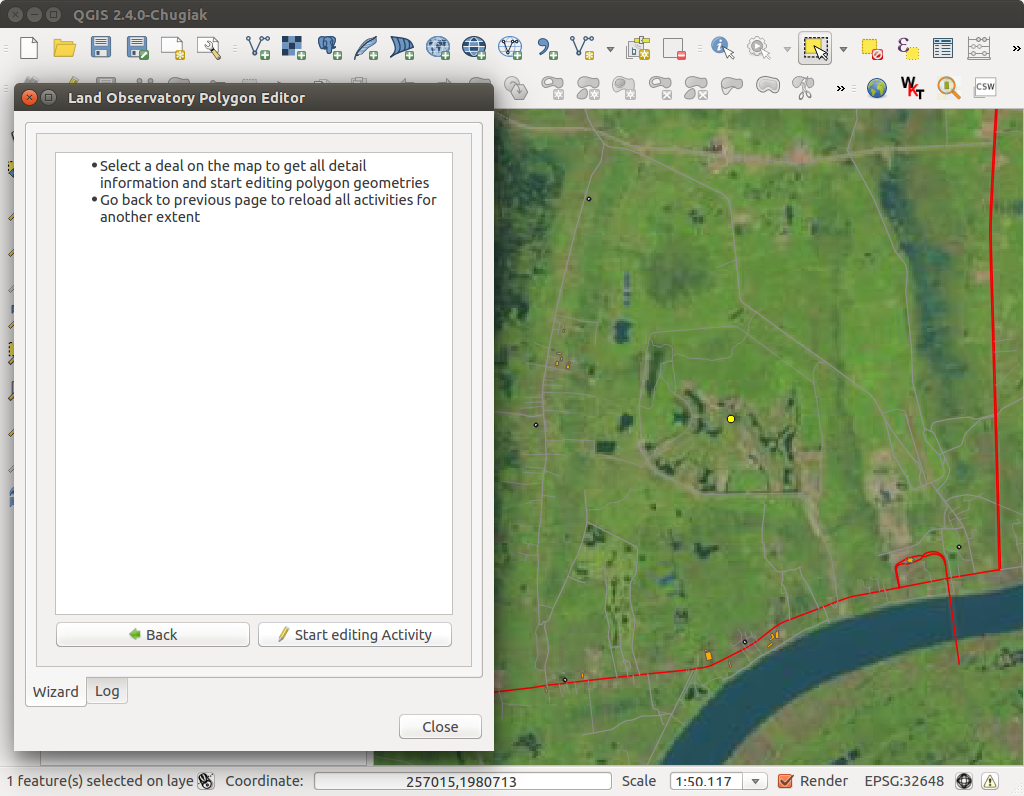 QGIS 2.4.0-Chugiak
WKT
CSW
Land Observatory Polygon Editor
• Select a deal on the map to get all detail
information and start editing polygon geometries
• Go back to previous page to reload all activities for
another extent
Back
Start editing Activity
Wizard
Log
Close
1 feature(s) selected on laye
Coordinate:
257015,1980713
Scale
1:50.117
Render
EPSG:32648